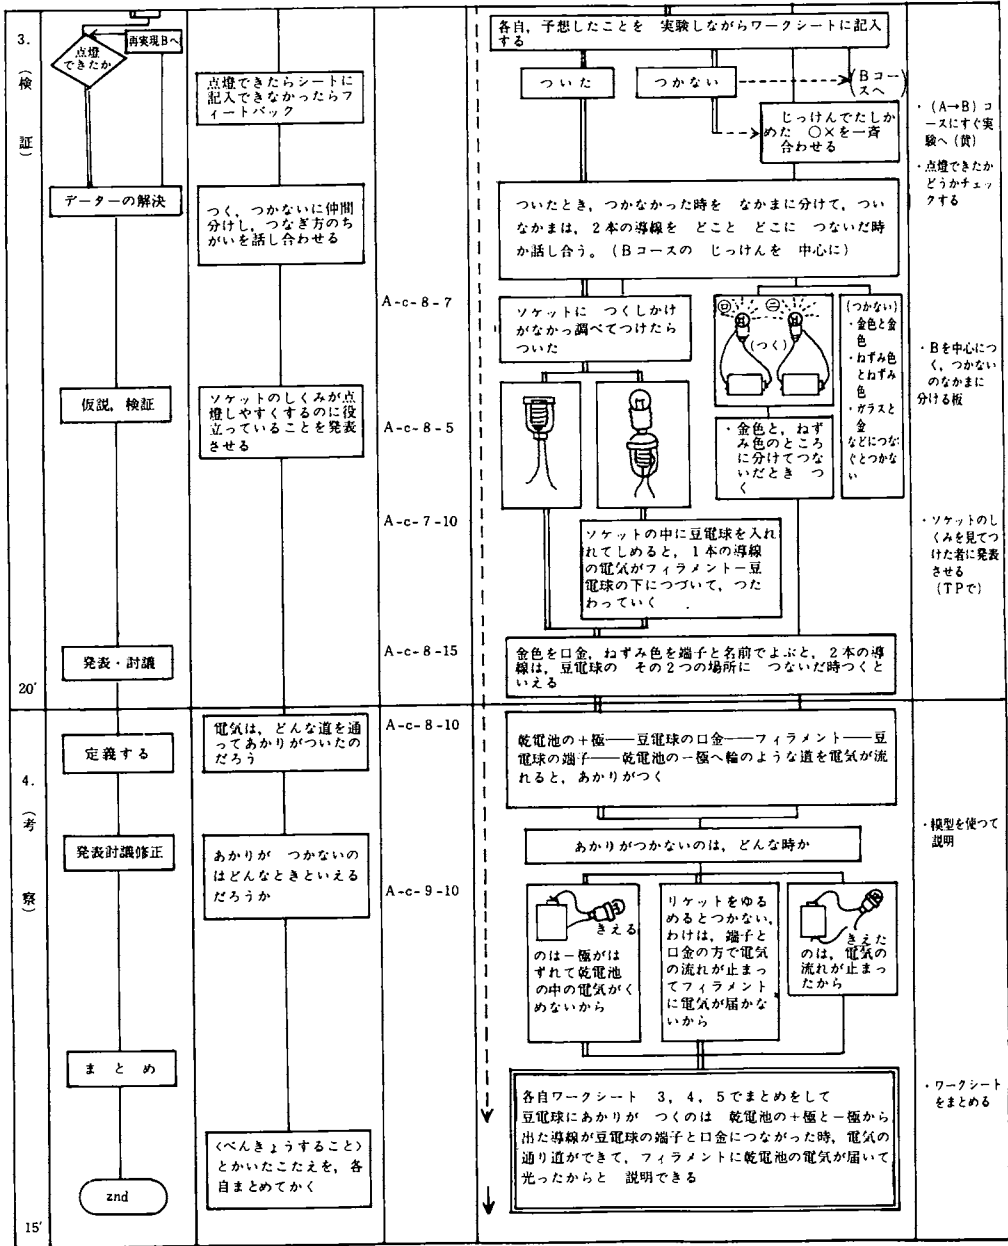 3.
（検
証）
点燈
できたか
再実現Bへ
データーの解決
仮説，検証
発表・討議
20′
点燈できたらシートに
記入できなかったらフ
ィートバック
つく，つかないに仲間
分けし，つなぎ方のち
がいを話し合わせる
ソケットのしくみが点
燈しやすくするのに役
立っていることを発表
させる
A-c-8-7
A-c-8-5
A-c-7-10
A-c-8-15
各自，予想したことを　実験しながらワークシートに記入
する
ついた
つかない
（Bコー
スへ）
じっけんでたしか
めた　○×を一斉
合わせる
ついたとき，つかなかった時を　なかまに分けて，つい
なかまは，2本の導線を　どこと　どこに　つないだ時
か話し合う。（Bコースの　じっけんを　中心に）
ソケットに　つくしかけ
がなかっ調べてつけたら
ついた
ロ
ニ
（つく）
（つかない）
・金色と金
色
・ねずみ色
とねずみ
色
・ガラスと
金
などにつな
ぐとつかな
い
・金色と，ねず
み色のところ
に分けてつな
いだとき　つ
く
ソケットの中に豆電球を入れ
れてしめると，1本の導線
の電気がフィラメントー豆
電球の下につづいて，つた
わっていく
金色を口金，ねずみ色を端子と名前でよぶと，2本の導
線は，豆電球の　その2つの場所に　つないだ時つくと
いえる
・（A→B）コ
ースにすぐ実
験へ（黄）
・点燈できたか
どうかチェッ
クする
・Bを中心につ
く，つかない
のなかまに
分ける板
・ソケットのし
くみを見てつ
けた者に発表
させる
（TPで）
4.
（考
察）
定義する
発表討議修正
まとめ
znd
15′
電気は，どんな道を通
ってあかりがついたの
だろう
あかりが　つかないの
はどんなときといえる
だろうか
〈べんきょうすること〉
とかいたこたえを，各
自まとめてかく
A-c-8-10
A-c-9-10
乾電池の＋極――豆電球の口金――フィラメント――豆
電球の端子――乾電池の－極へ輪のような道を電気が流
れると，あかりがつく
あかりがつかないのは，どんな時か
きえる
のは－極がは
ずれて乾電池
の中の電気がく
めないから
リケットをゆる
めるとつかない，
わけは，端子と
口金の方で電気
の流れが止まっ
てフィラメント
に電気が届かな
いから
きえた
のは，電気の
流れが止まっ
たから
各自ワークシート　3，4，5でまとめをして
豆電球にあかりが　つくのは　乾電池の＋極と－極から
出た導線が豆電球の端子と口金につながった時，電気の
通り道ができて，フィラメントに乾電池の電気が届いて
光ったからと　説明できる
・模型を使つて
説明
・ワークシート
をまとめる